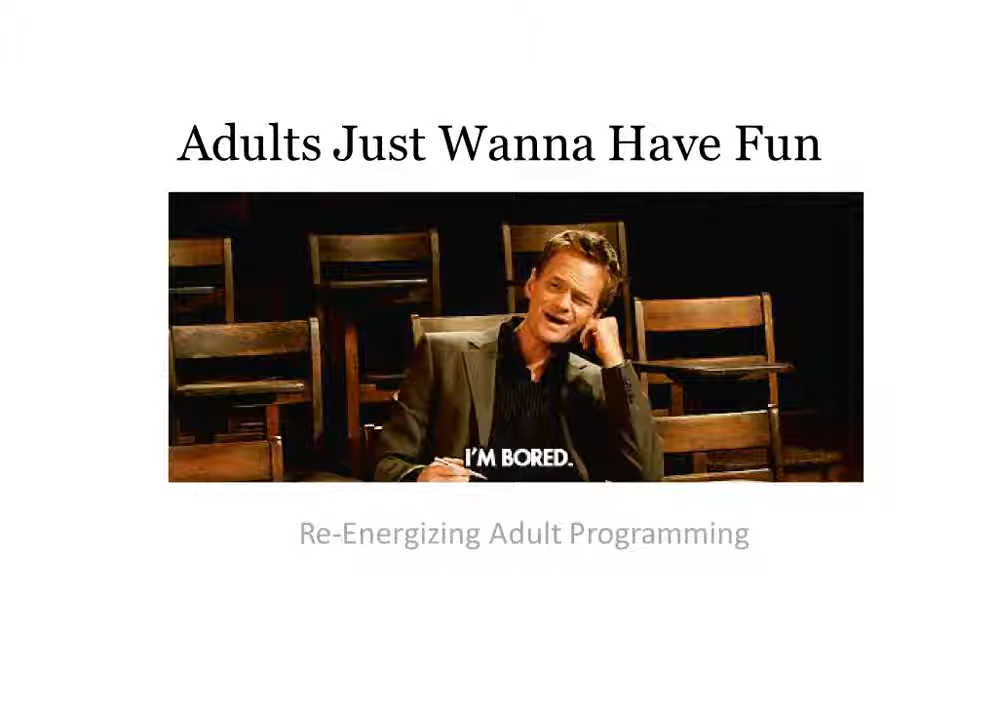 Adults Just Wanna Have Fun
I'M BORED.
Re-Energizing Adult Programming